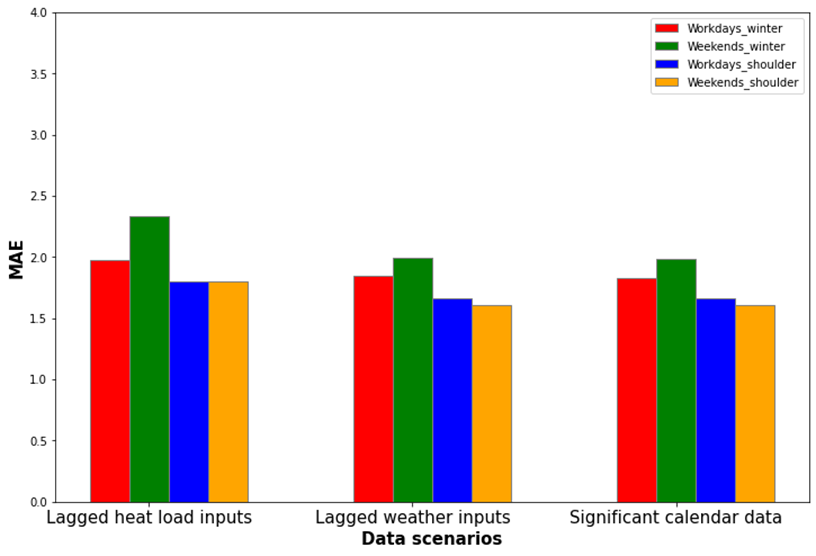 4.0
3.5
3.0
2.5
2.0
1.5
1.0
0.5
0.0
MAE
Workdays_winter
Weekends_winter
Workdays_shoulder
Weekends_shoulder
Lagged heat load inputs
Lagged weather inputs
Significant calendar data
Data scenarios